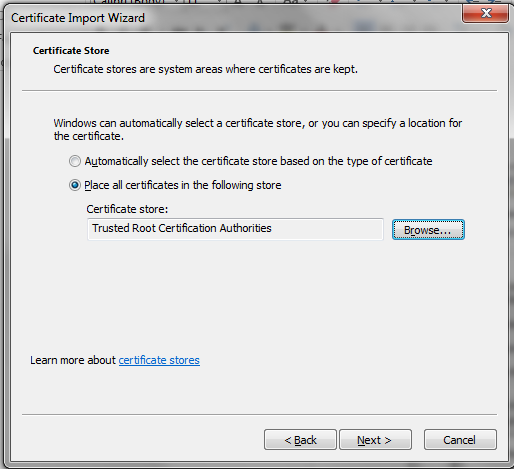 Certificate Import Wizard
Certificate Store
Certificate stores are system areas where certificates are kept.
Windows can automatically select a certificate store, or you can specify a location for
the certificate.
Automatically select the certificate store based on the type of certificate
Place all certificates in the following store
Certificate store:
Trusted Root Certification Authorities
Browse...
Learn more about certificate stores
< Back
Next >
Cancel